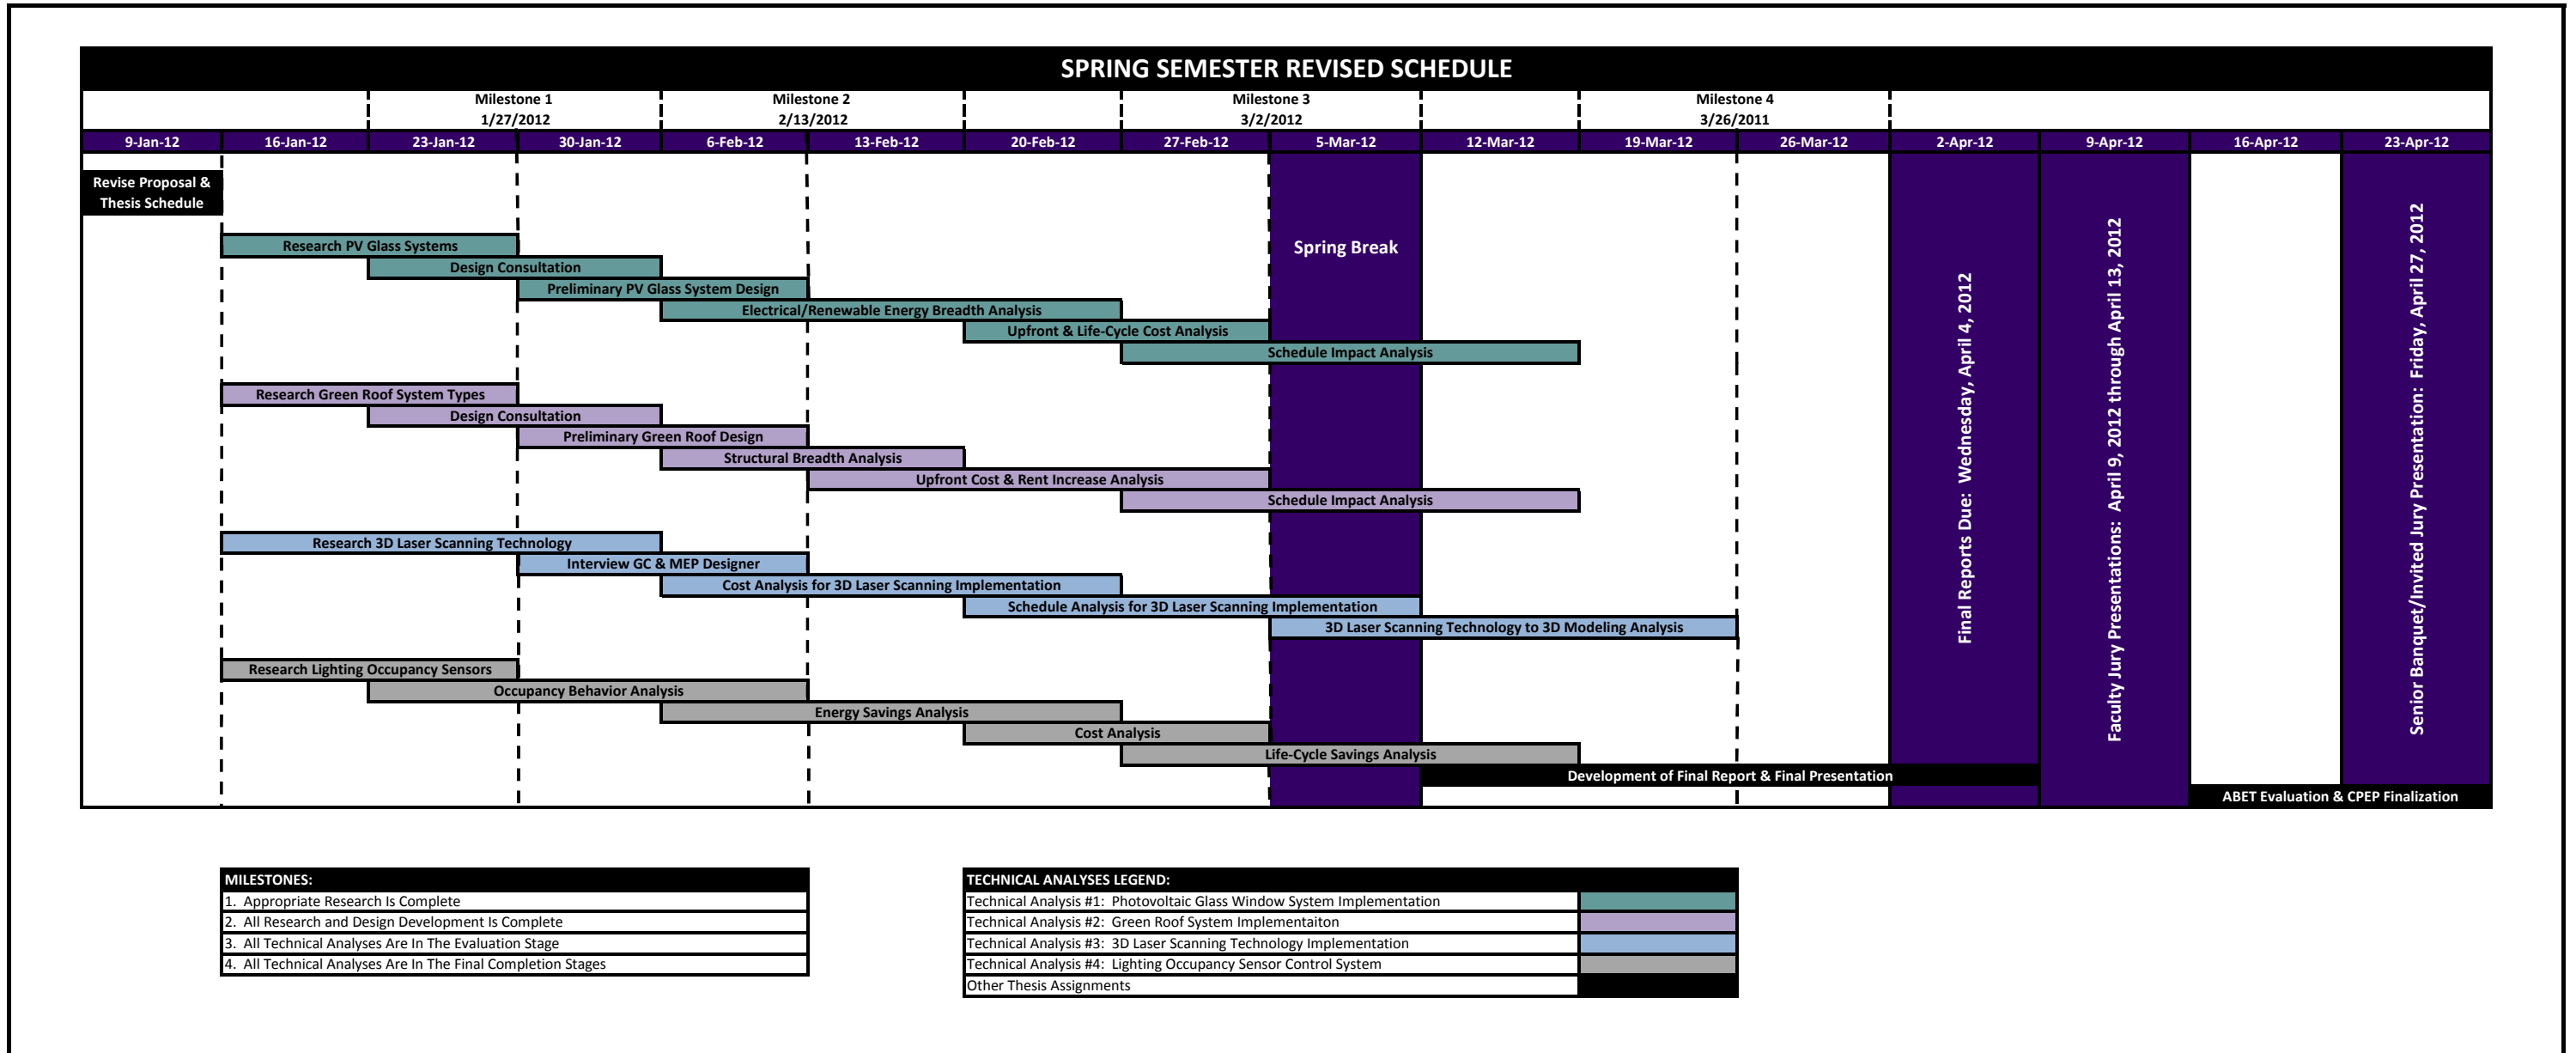 SPRING SEMESTER REVISED SCHEDULE
Milestone 1
1/27/2012
Milestone 2
2/13/2012
Milestone 3
3/2/2012
Milestone 4
3/26/2011
9-Jan-12 16-Jan-12 23-Jan-12 30-Jan-12 6-Feb-12 13-Feb-12 20-Feb-12 27-Feb-12 5-Mar-12 12-Mar-12 19-Mar-12 26-Mar-12 2-Apr-12 9-Apr-12 16-Apr-12 23-Apr-12
Revise Proposal &
Thesis Schedule
Research PV Glass Systems
Design Consultation
Preliminary PV Glass System Design
Electrical/Renewable Energy Breadth Analysis
Upfront & Life-Cycle Cost Analysis
Schedule Impact Analysis
Research Green Roof System Types
Design Consultation
Preliminary Green Roof Design
Structural Breadth Analysis
Upfront Cost & Rent Increase Analysis
Schedule Impact Analysis
Research 3D Laser Scanning Technology
Interview GC & MEP Designer
Cost Analysis for 3D Laser Scanning Implementation
Schedule Analysis for 3D Laser Scanning Implementation
3D Laser Scanning Technology to 3D Modeling Analysis
Research Lighting Occupancy Sensors
Occupancy Behavior Analysis
Energy Savings Analysis
Cost Analysis
Life-Cycle Savings Analysis
Development of Final Report & Final Presentation
ABET Evaluation & CPEP Finalization
Spring Break
Final Reports Due: Wednesday, April 4, 2012
Faculty Jury Presentations: April 9, 2012 through April 13, 2012
Senior Banquet/Invited Jury Presentation: Friday, April 27, 2012
MILESTONES:
1. Appropriate Research Is Complete
2. All Research and Design Development Is Complete
3. All Technical Analyses Are In The Evaluation Stage
4. All Technical Analyses Are In The Final Completion Stages
TECHNICAL ANALYSES LEGEND:
Technical Analysis #1: Photovoltaic Glass Window System Implementation
Technical Analysis #2: Green Roof System Implementaiton
Technical Analysis #3: 3D Laser Scanning Technology Implementation
Technical Analysis #4: Lighting Occupancy Sensor Control System
Other Thesis Assignments